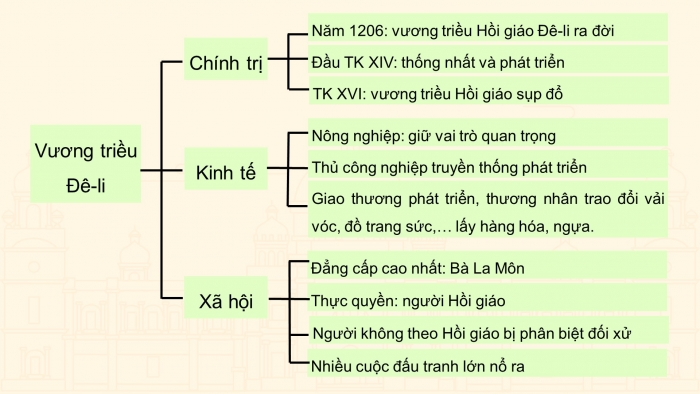 Vương triều
Đê-li
Chính trị
Năm 1206: vương triều Hồi giáo Đê-li ra đời
Đầu TK XIV: thống nhất và phát triển
TK XVI: vương triều Hồi giáo sụp đổ
Kinh tế
Nông nghiệp: giữ vai trò quan trọng
Thủ công nghiệp truyền thống phát triển
Giao thương phát triển, thương nhân trao đổi vải
vóc, đồ trang sức,... lấy hàng hóa, ngựa.
Xã hội
Đẳng cấp cao nhất: Bà La Môn
Thực quyền: người Hồi giáo
Người không theo Hồi giáo bị phân biệt đối xử
Nhiều cuộc đấu tranh lớn nổ ra